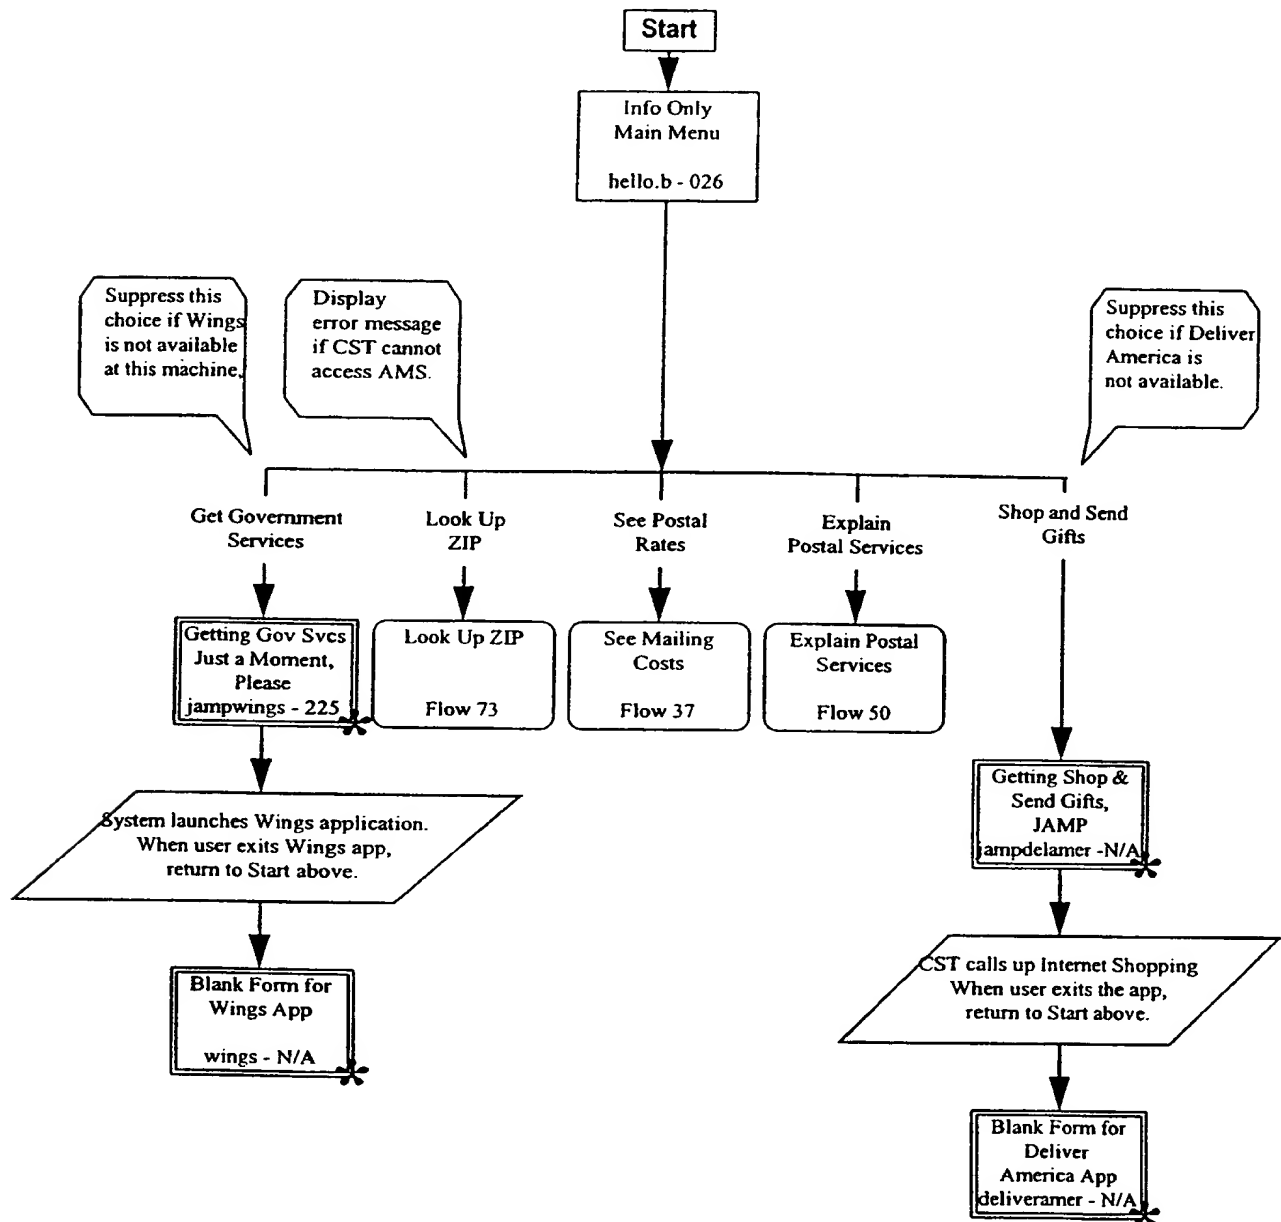 Start
Info Only
Main Menu
hello.b - 026
Suppress this
choice if Wings
is not available
at this machine.
Display
error message
if CST cannot
access AMS.
Suppress this
choice if Deliver
America is
not available.
Get Government
Services
Look Up
ZIP
See Postal
Rates
Explain
Postal Services
Shop and Send
Gifts
Getting Gov Svcs
Just a Moment,
Please
jampwings - 225
Look Up ZIP
Flow 73
See Mailing
Costs
Flow 37
Explain Postal
Services
Flow 50
Getting Shop &
Send Gifts,
JAMP
jampdelamer -N/A
System launches Wings application.
When user exits Wings app,
return to Start above.
CST calls up Internet Shopping
When user exits the app,
return to Start above.
Blank Form for
Wings App
wings - N/A
Blank Form for
Deliver
America App
deliveramer - N/A